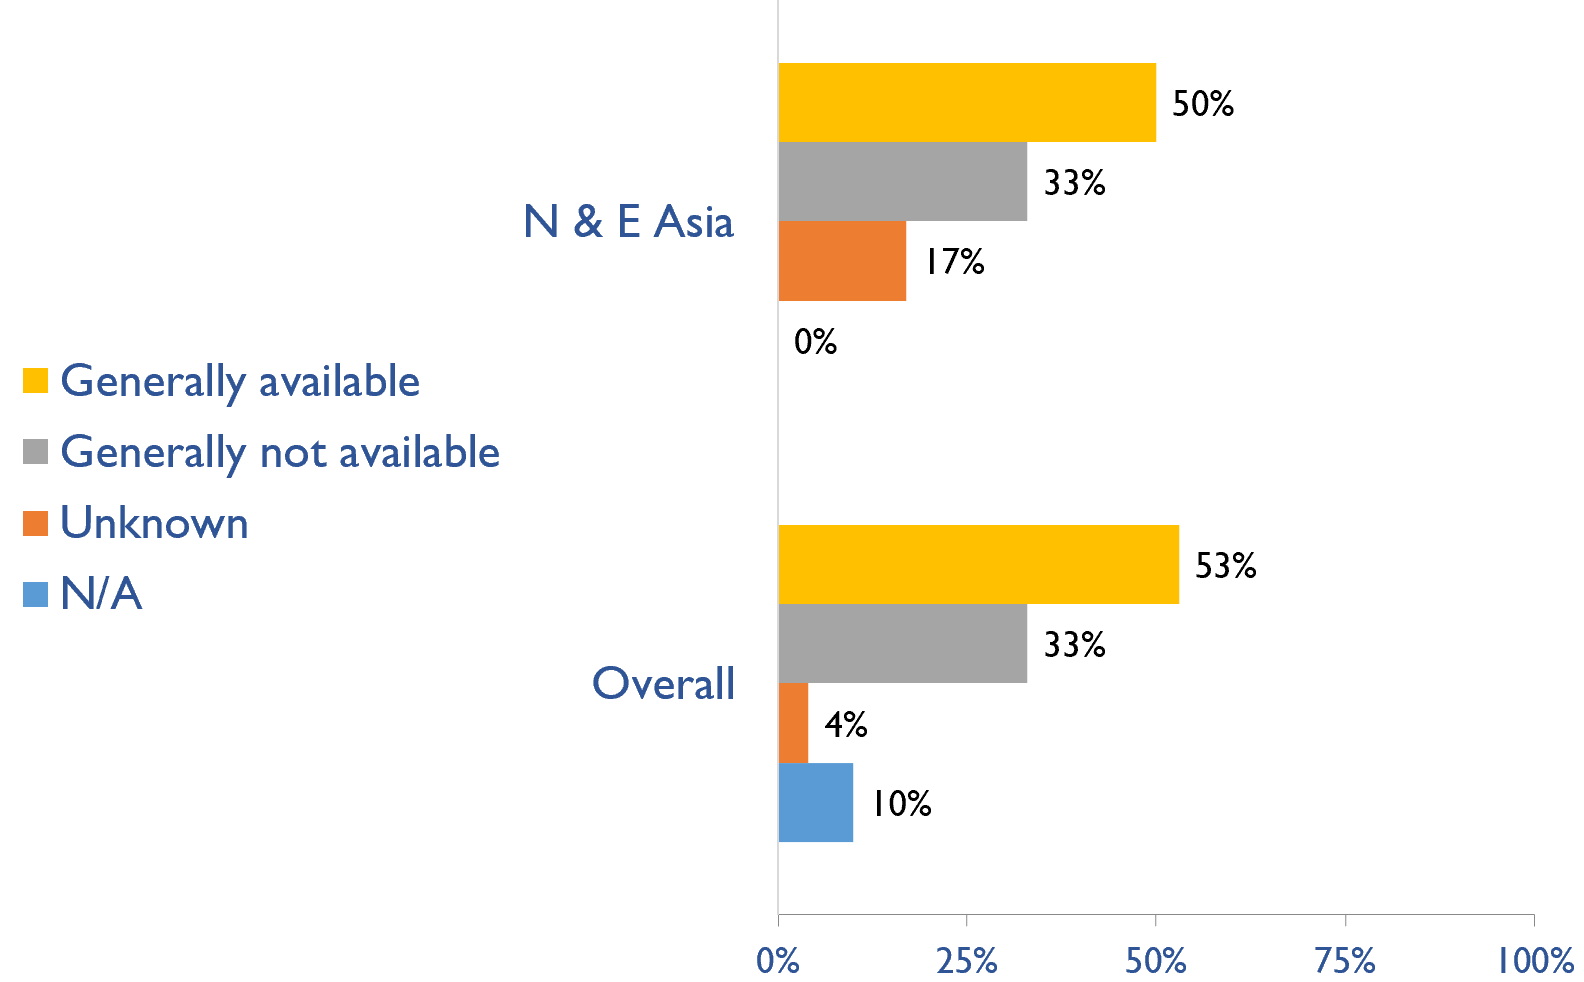 50%
33%
N & E Asia
17%
0%
Generally available
Generally not available
Unknown
N/A
53%
33%
Overall
4%
10%
0% 25% 50% 75% 100%